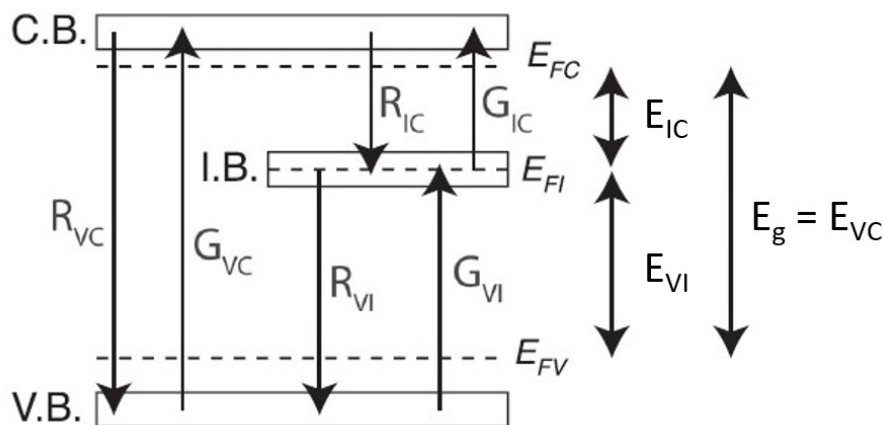 C.B.
E_FC
R_IC
G_IC
E_IC
I.B.
E_FI
R_VC
G_VC
E_g = E_VC
R_VI
G_VI
E_VI
E_FV
V.B.